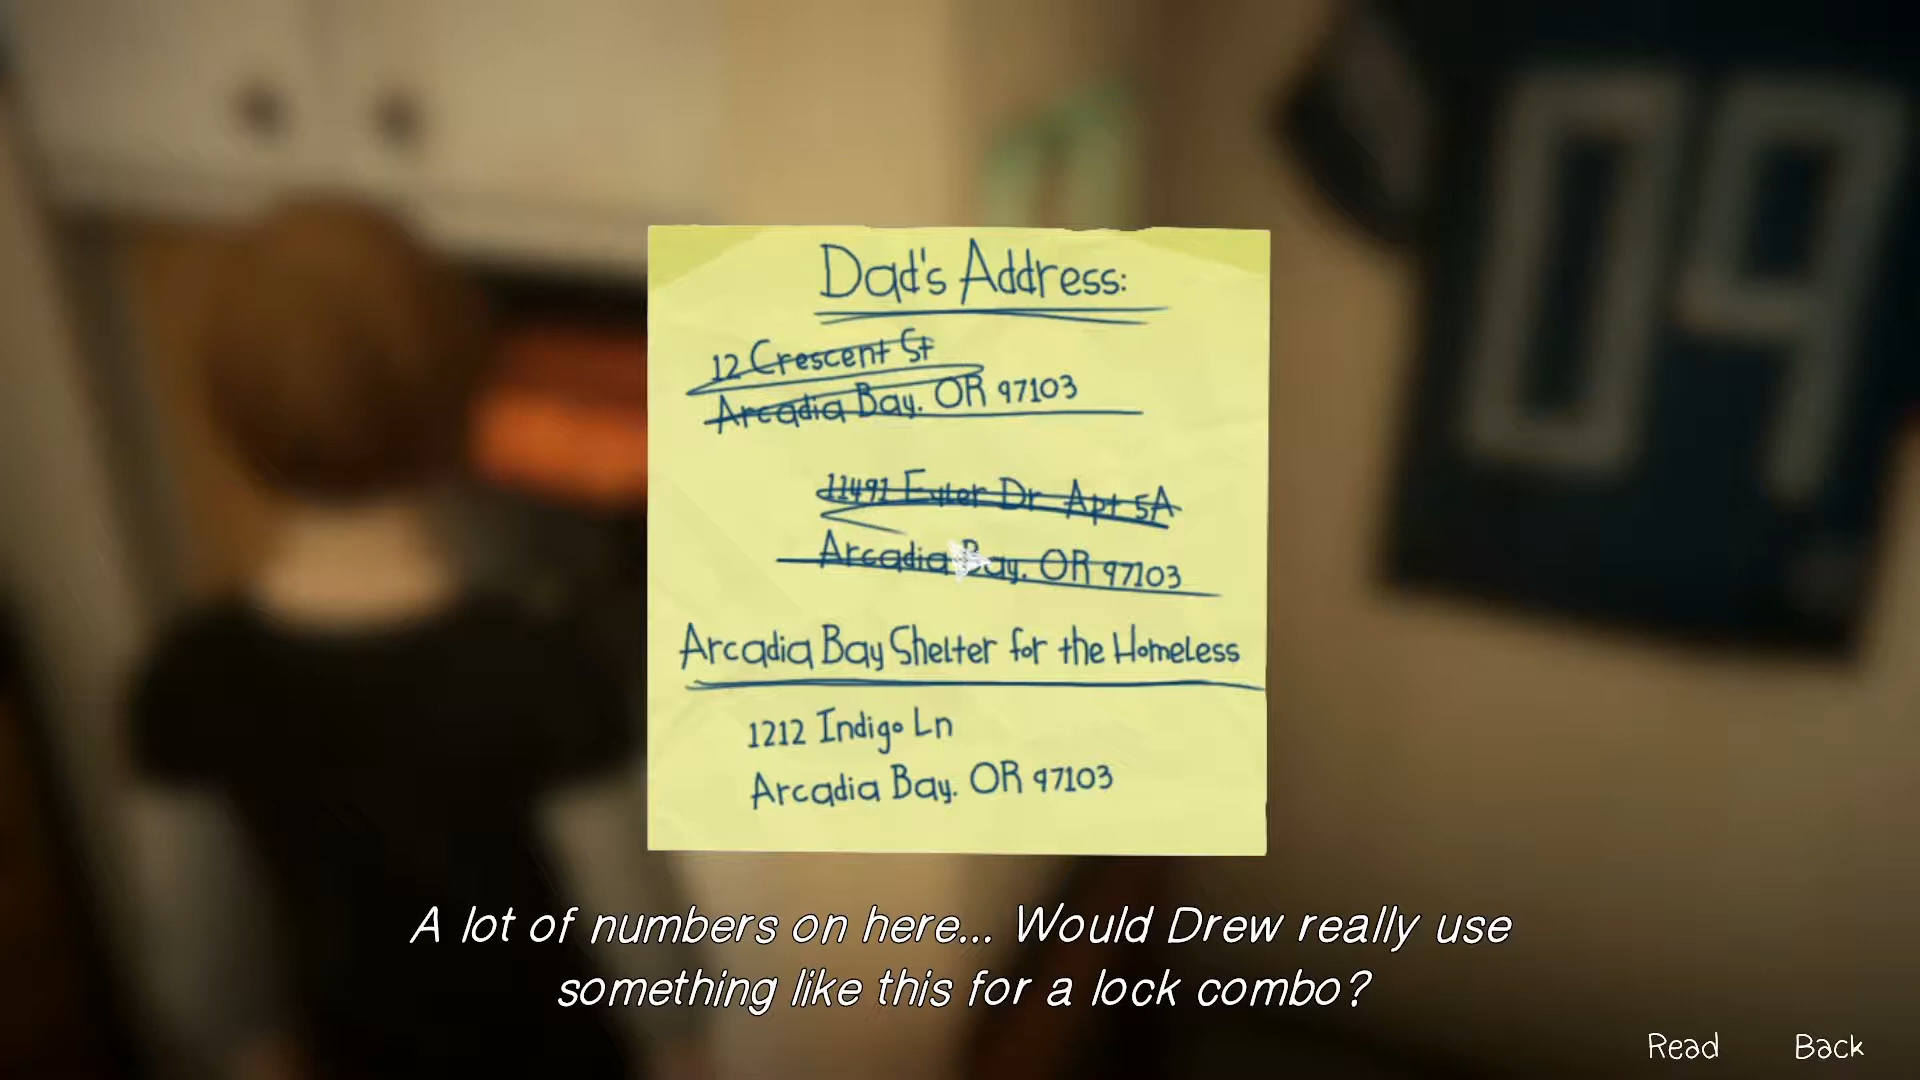 09
Dad's Address:
12 Crescent St
Arcadia Bay. OR 97103
11491 Euler Dr Apt 5A
Arcadia Bay. OR 97103
Arcadia Bay Shelter for the Homeless
1212 Indigo Ln
Arcadia Bay. OR 97103
A lot of numbers on here... Would Drew really use
something like this for a lock combo?
Read Back